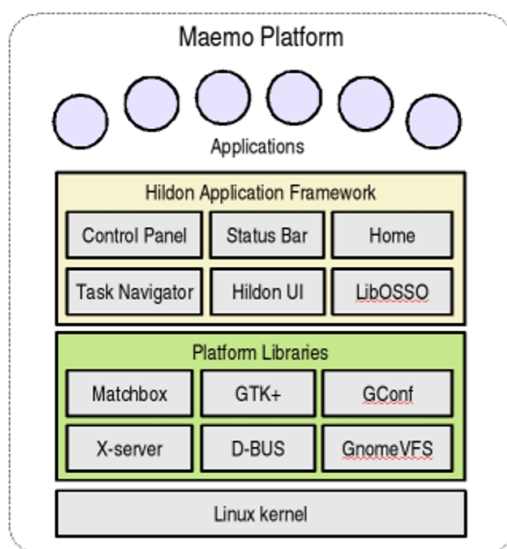 Maemo Platform
Applications
Hildon Application Framework
Control Panel
Status Bar
Home
Task Navigator
Hildon UI
LibOSSO
Platform Libraries
Matchbox
GTK+
GConf
X-server
D-BUS
GnomeVFS
Linux kernel